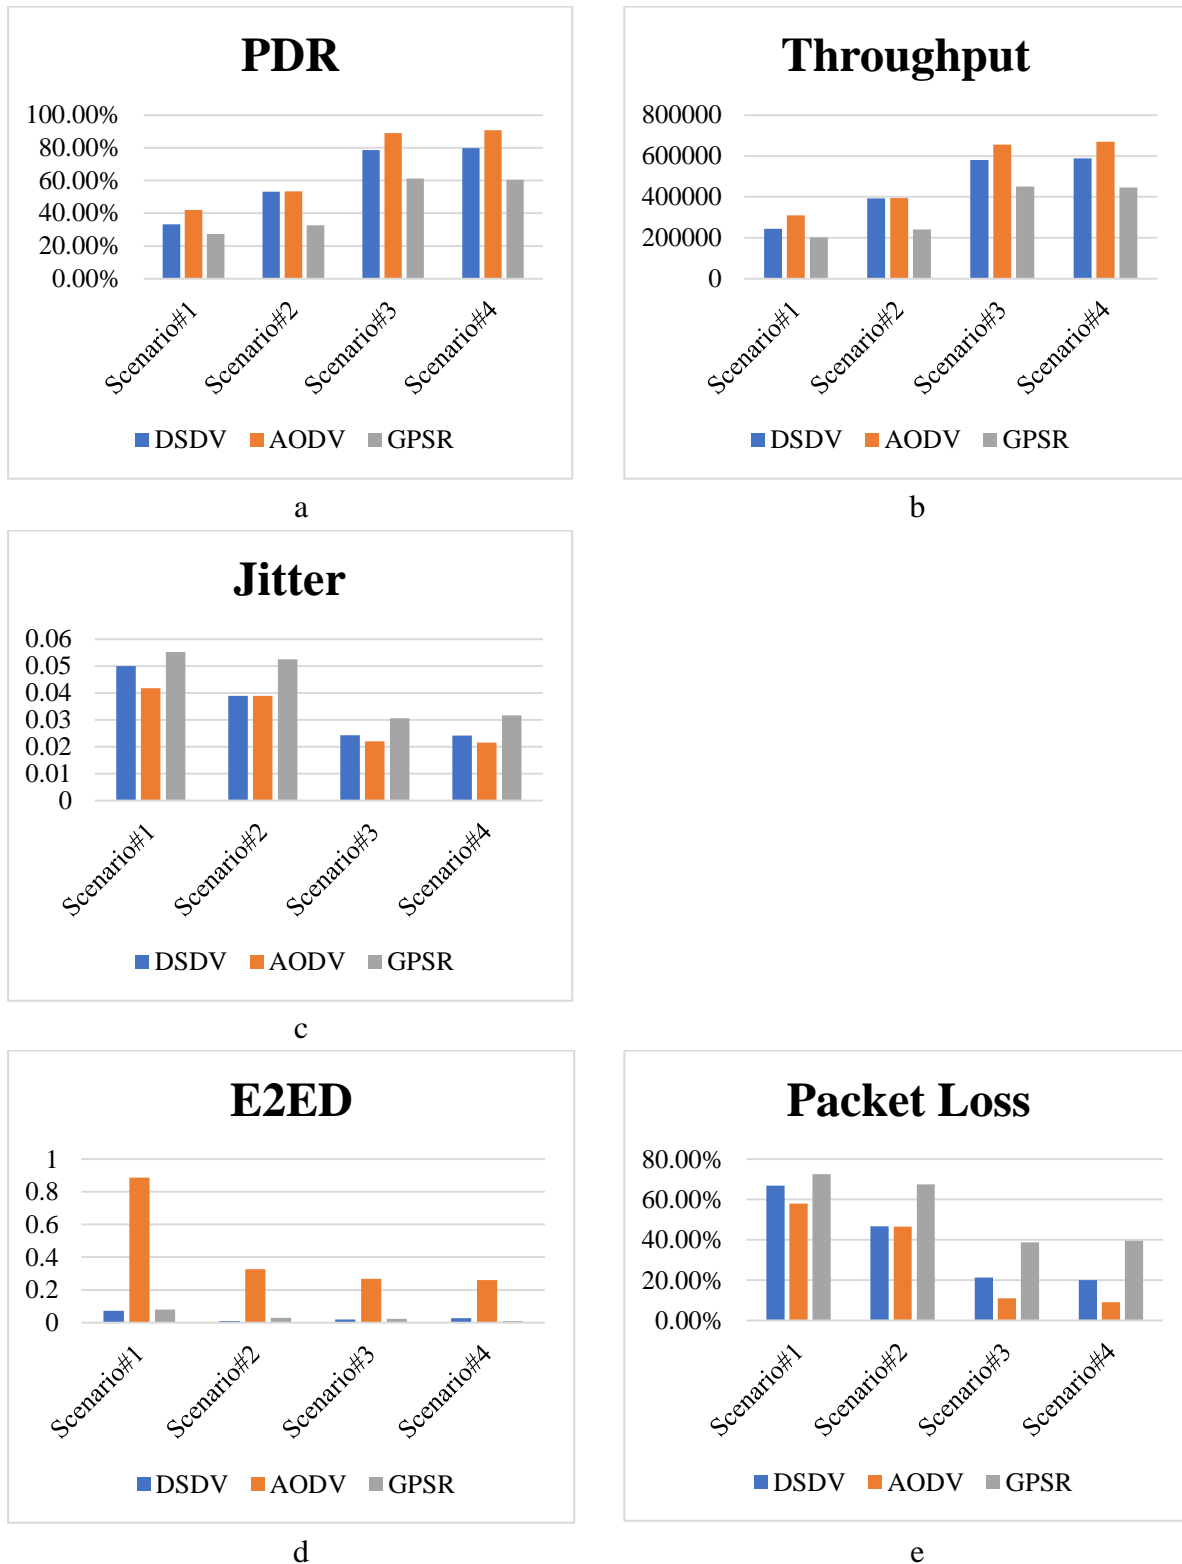 PDR
100.00%
80.00%
60.00%
40.00%
20.00%
0.00%
Scenario#1
Scenario#2
Scenario#3
Scenario#4
DSDV AODV GPSR
a
Throughput
800000
600000
400000
200000
0
Scenario#1
Scenario#2
Scenario#3
Scenario#4
DSDV AODV GPSR
b
Jitter
0.06
0.05
0.04
0.03
0.02
0.01
0
Scenario#1
Scenario#2
Scenario#3
Scenario#4
DSDV AODV GPSR
c
E2ED
1
0.8
0.6
0.4
0.2
0
Scenario#1
Scenario#2
Scenario#3
Scenario#4
DSDV AODV GPSR
d
Packet Loss
80.00%
60.00%
40.00%
20.00%
0.00%
Scenario#1
Scenario#2
Scenario#3
Scenario#4
DSDV AODV GPSR
e